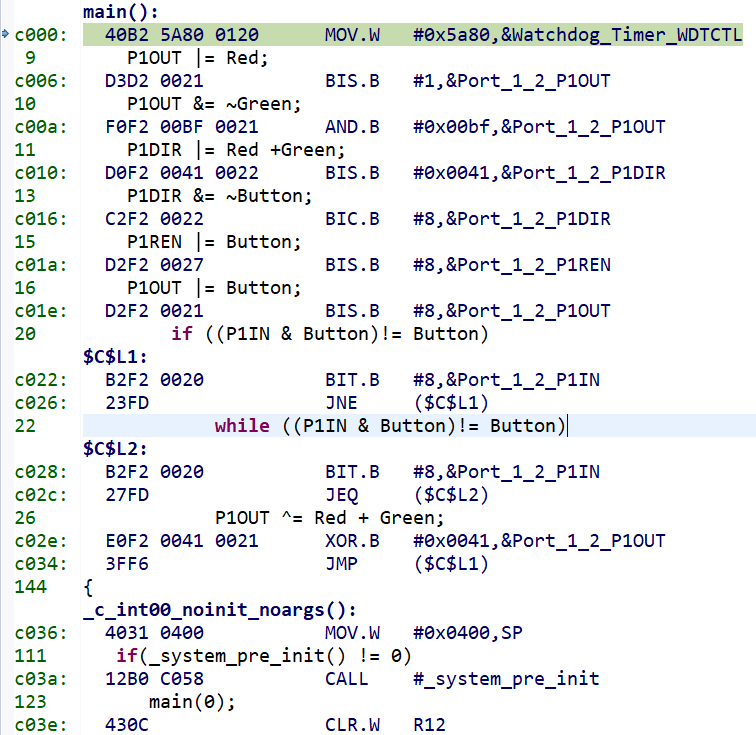 main():
c000: 40B2 5A80 0120 MOV.W #0x5a80,&Watchdog_Timer_WDTCTL
9 P1OUT |= Red;
c006: D3D2 0021 BIS.B #1,&Port_1_2_P1OUT
10 P1OUT &= ~Green;
c00a: F0F2 00BF 0021 AND.B #0x00bf,&Port_1_2_P1OUT
11 P1DIR |= Red +Green;
c010: D0F2 0041 0022 BIS.B #0x0041,&Port_1_2_P1DIR
13 P1DIR &= ~Button;
c016: C2F2 0022 BIC.B #8,&Port_1_2_P1DIR
15 P1REN |= Button;
c01a: D2F2 0027 BIS.B #8,&Port_1_2_P1REN
16 P1OUT |= Button;
c01e: D2F2 0021 BIS.B #8,&Port_1_2_P1OUT
20 if ((P1IN & Button)!= Button)
$C$L1:
c022: B2F2 0020 BIT.B #8,&Port_1_2_P1IN
c026: 23FD JNE ($C$L1)
22 while ((P1IN & Button)!= Button)
$C$L2:
c028: B2F2 0020 BIT.B #8,&Port_1_2_P1IN
c02c: 27FD JEQ ($C$L2)
26 P1OUT ^= Red + Green;
c02e: E0F2 0041 0021 XOR.B #0x0041,&Port_1_2_P1OUT
c034: 3FF6 JMP ($C$L1)
144 {
_c_int00_noinit_noargs():
c036: 4031 0400 MOV.W #0x0400,SP
111 if(_system_pre_init() != 0)
c03a: 12B0 C058 CALL #_system_pre_init
123 main(0);
c03e: 430C CLR.W R12